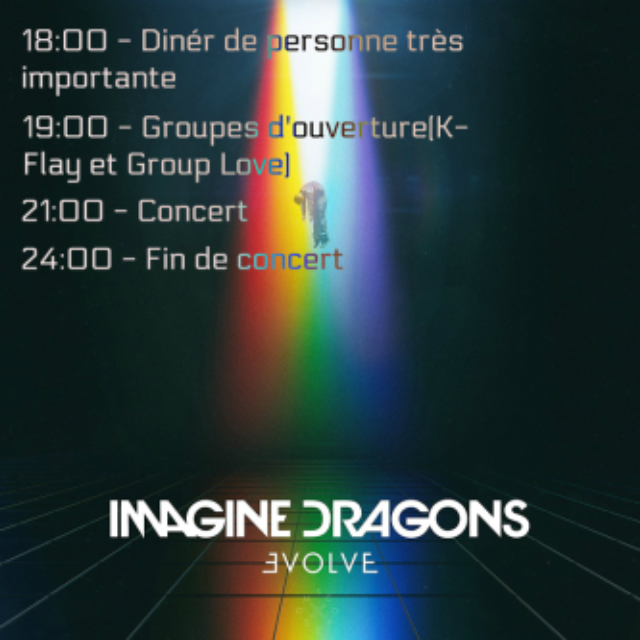 18:00 - Dinér de personne très
importante
19:00 - Groupes d'ouverture(K-
Flay et Group Love)
21:00 - Concert
24:00 - Fin de concert
IMAGINE DRAGONS
EVOLVE